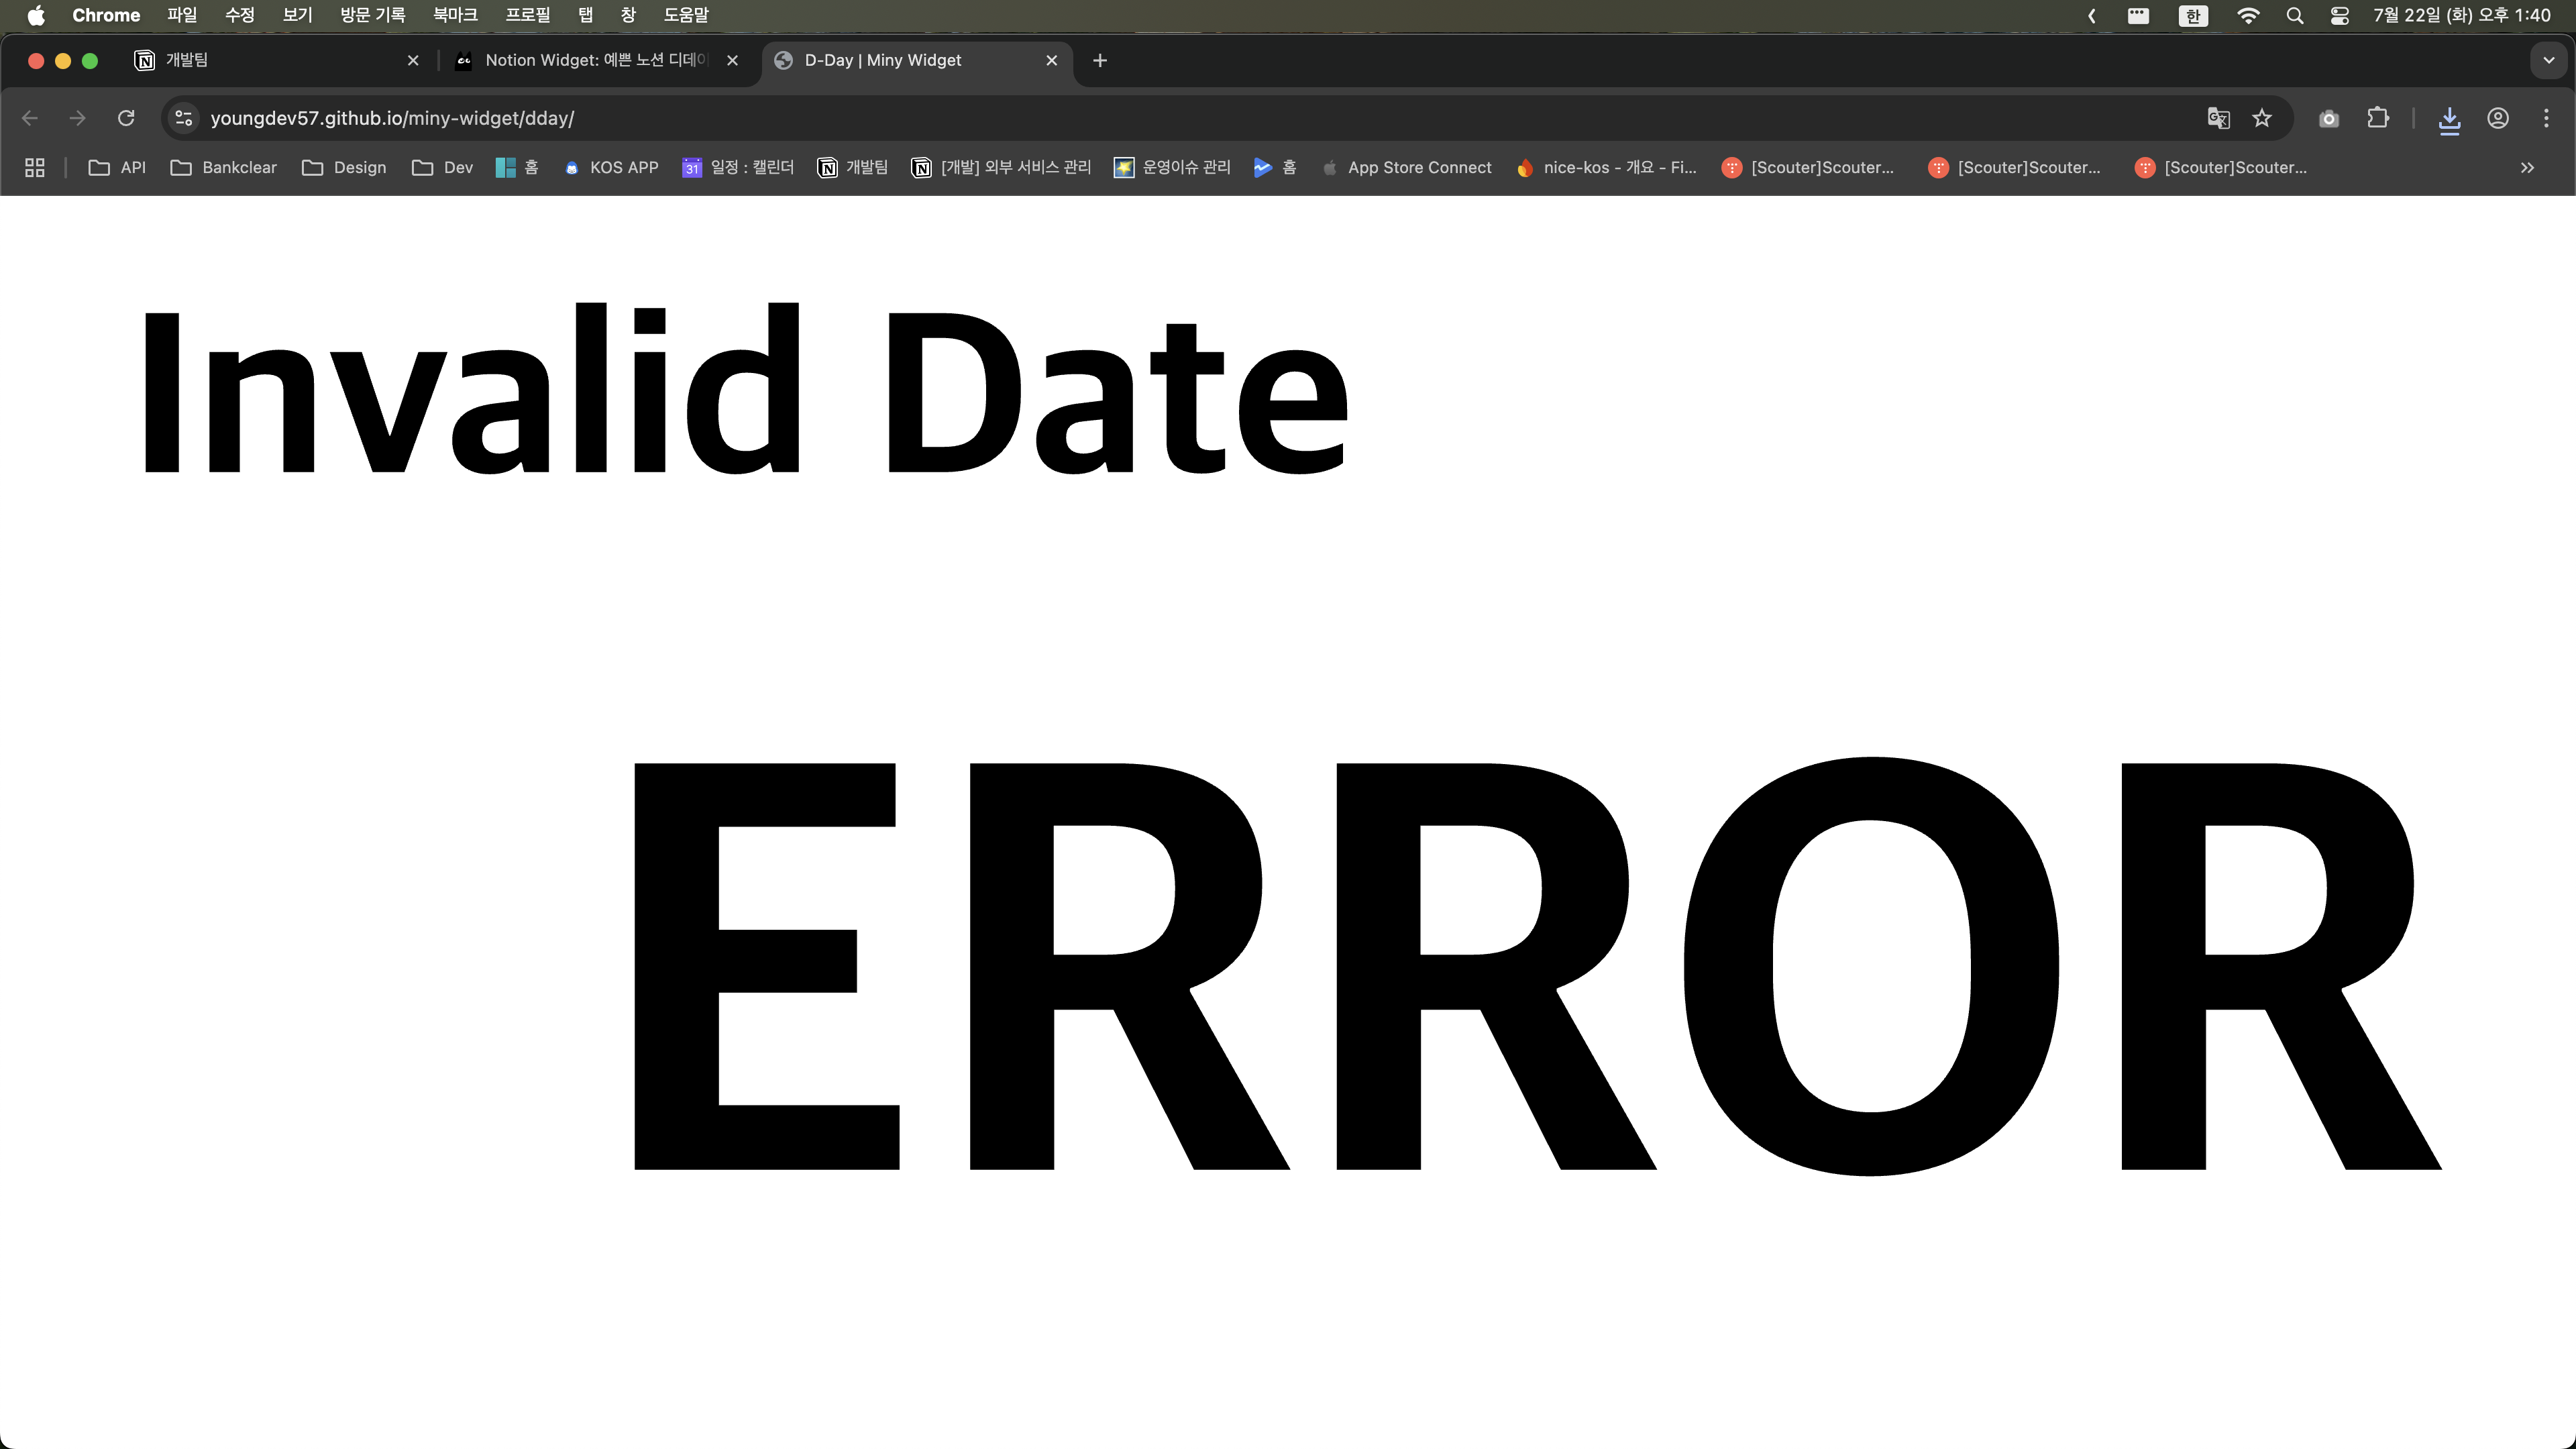 Chrome 파일 수정 보기 방문 기록 북마크 프로필 탭 창 도움말 한 7월 22일 (화) 오후 1:40
개발팀 Notion Widget: 예쁜 노션 디데이 D-Day | Miny Widget
youngdev57.github.io/miny-widget/dday/
API Bankclear Design Dev 홈 KOS APP 31 일정 : 캘린더 개발팀 [개발] 외부 서비스 관리 운영이슈 관리 홈 App Store Connect nice-kos - 개요 - Fi... [Scouter]Scouter... [Scouter]Scouter... [Scouter]Scouter...
Invalid Date
ERROR